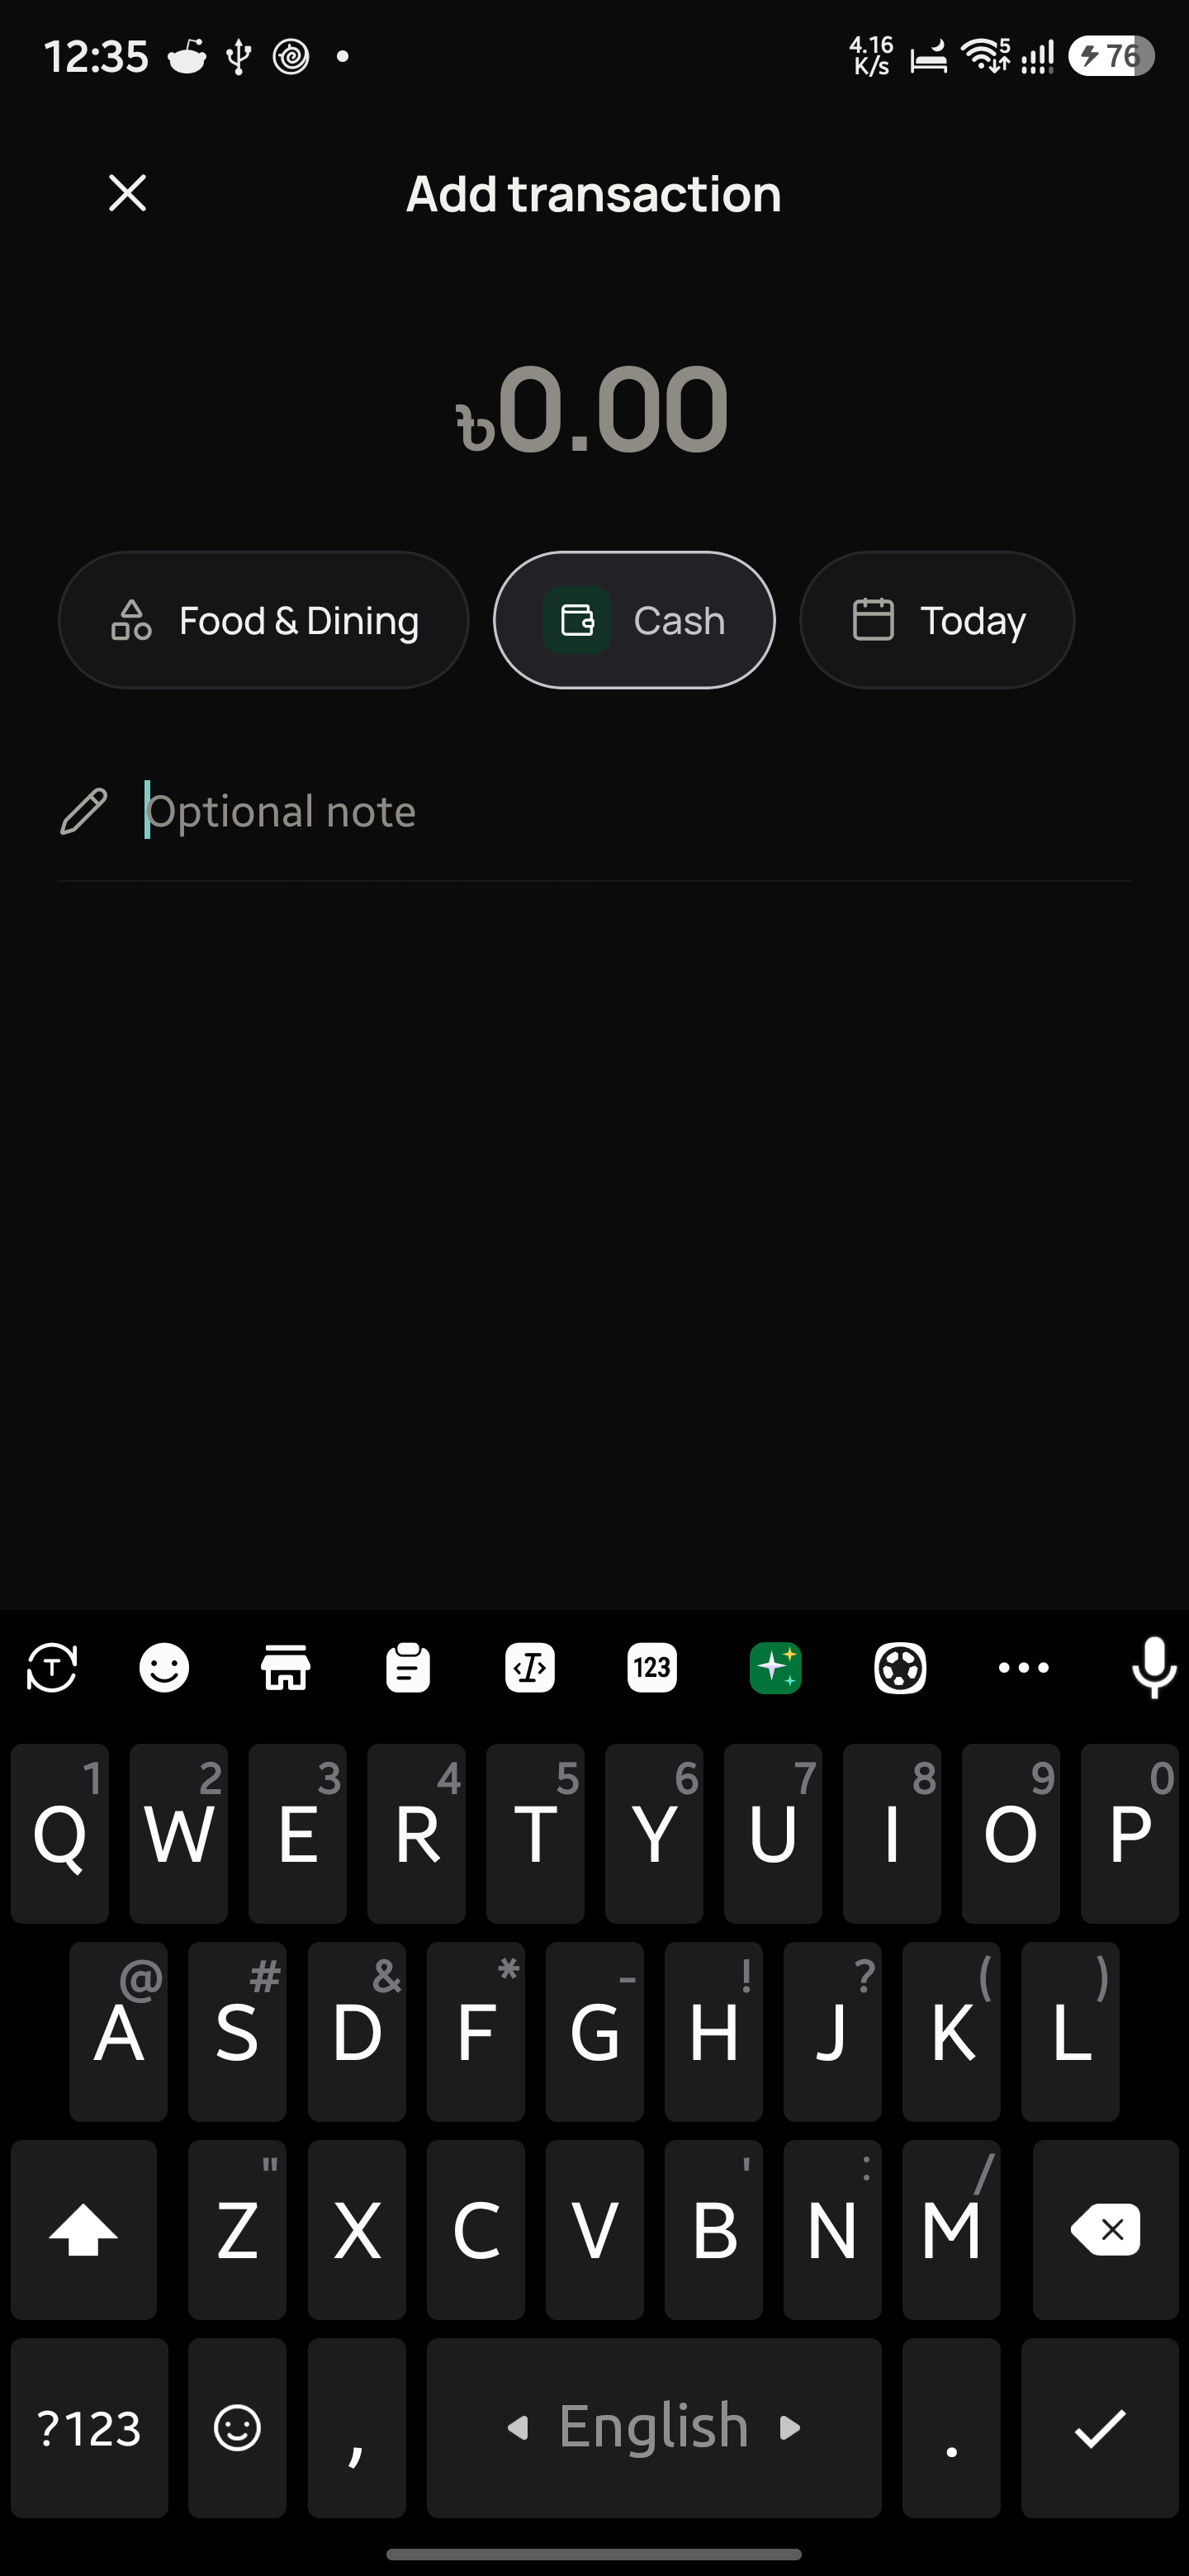 12:35
4.16
K/s
5
76
Add transaction
৳0.00
Food & Dining
Cash
Today
Optional note
T
123
1 2 3 4 5 6 7 8 9 0
Q W E R T Y U I O P
@ # & * - ! ? ( )
A S D F G H J K L
" ' : /
Z X C V B N M
?123 , English .